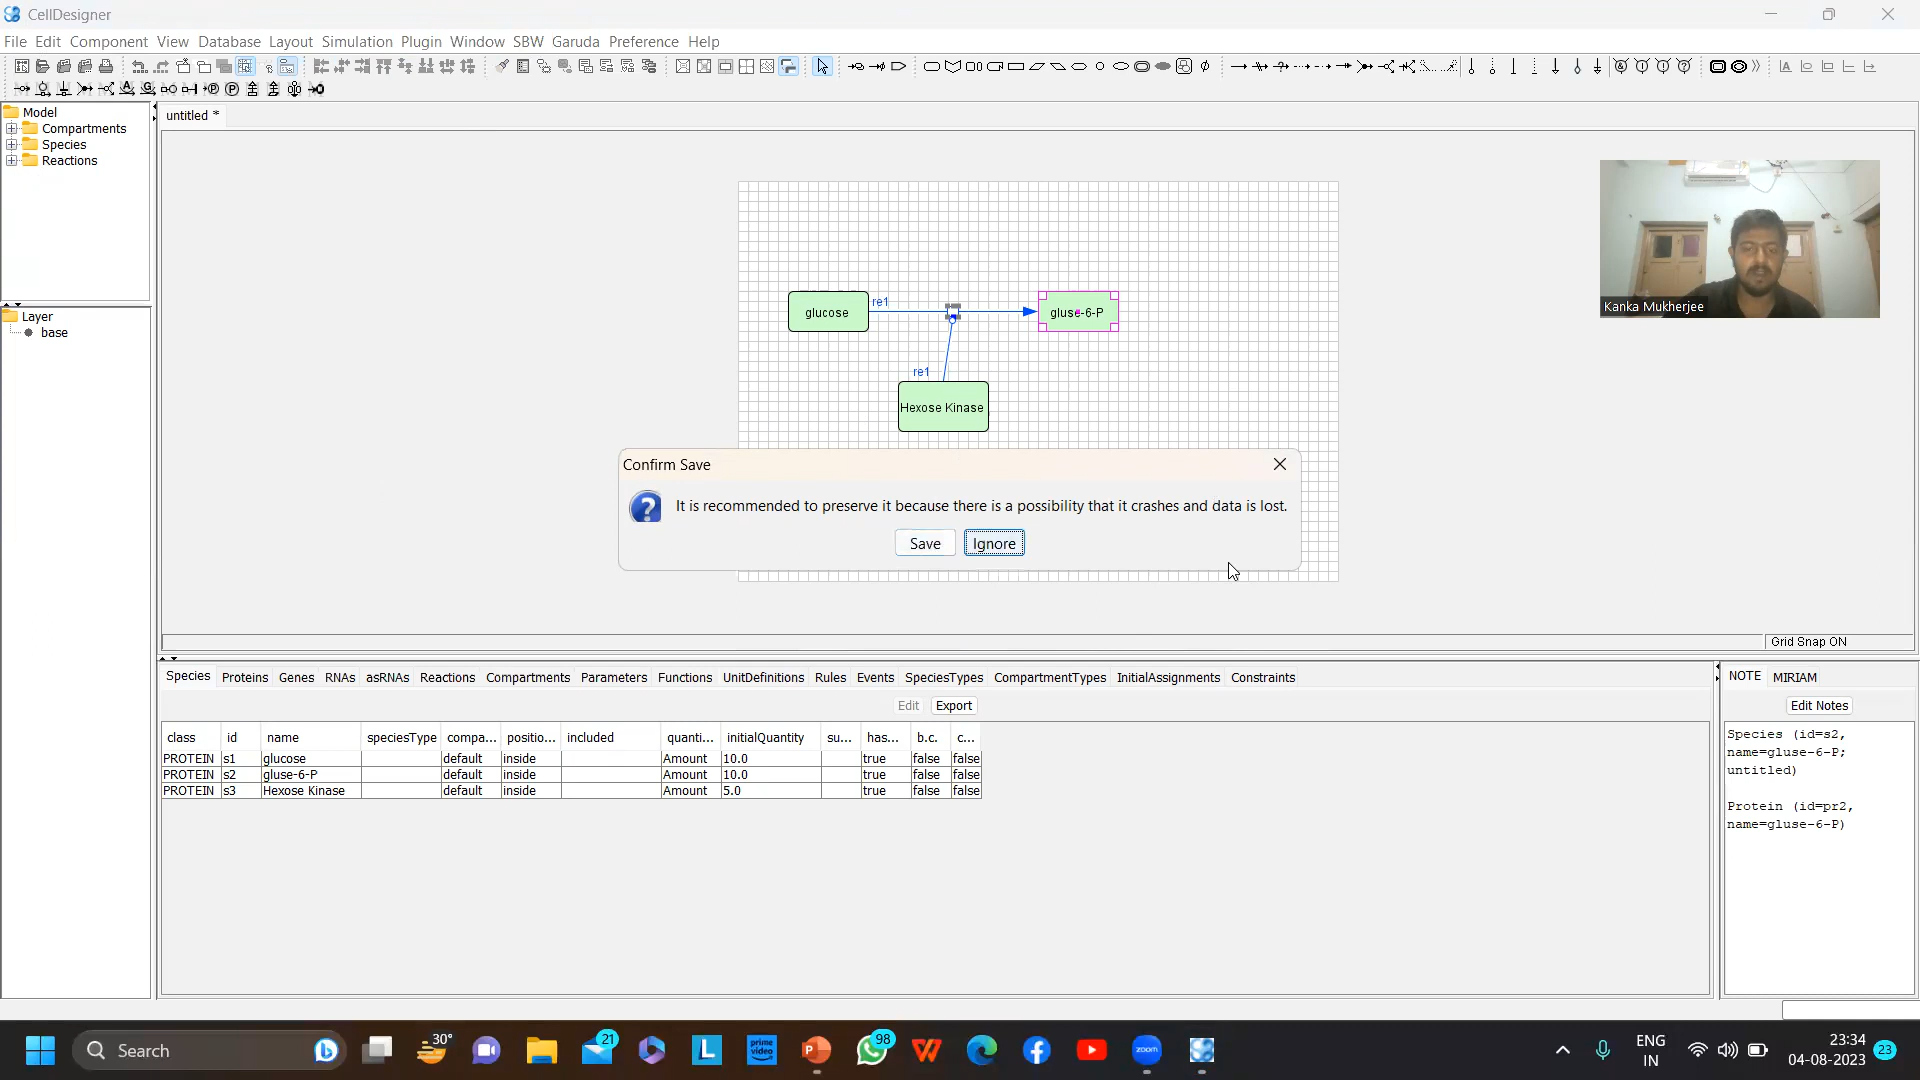 CellDesigner
File Edit Component View Database Layout Simulation Plugin Window SBW Garuda Preference Help
Model
Compartments
Species
Reactions
Layer
base
untitled *
glucose
re1
gluse-6-P
re1
Hexose Kinase
Kanka Mukherjee
Confirm Save
It is recommended to preserve it because there is a possibility that it crashes and data is lost.
Save Ignore
Grid Snap ON
Species Proteins Genes RNAs asRNAs Reactions Compartments Parameters Functions UnitDefinitions Rules Events SpeciesTypes CompartmentTypes InitialAssignments Constraints
Edit Export
class id name speciesType compa... positio... included quanti... initialQuantity su... has... b.c. c...
PROTEIN s1 glucose default inside Amount 10.0 true false false
PROTEIN s2 gluse-6-P default inside Amount 10.0 true false false
PROTEIN s3 Hexose Kinase default inside Amount 5.0 true false false
NOTE MIRIAM
Edit Notes
Species (id=s2,
name=gluse-6-P;
untitled)
Protein (id=pr2,
name=gluse-6-P)
Search
30°
21
L
prime
video
98
zoom
ENG
IN
23:34
04-08-2023
23